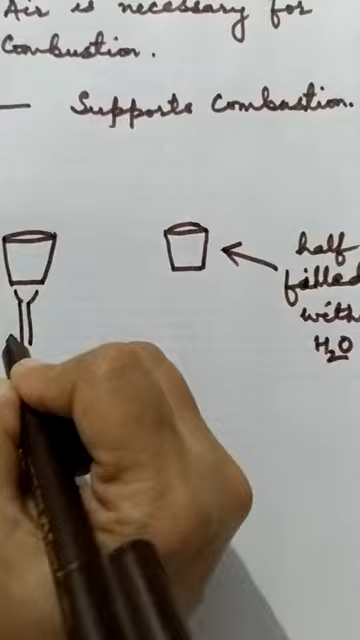 Air is necessary for
Combustion.
— Supports Combustion.
half
filled
with
H₂O